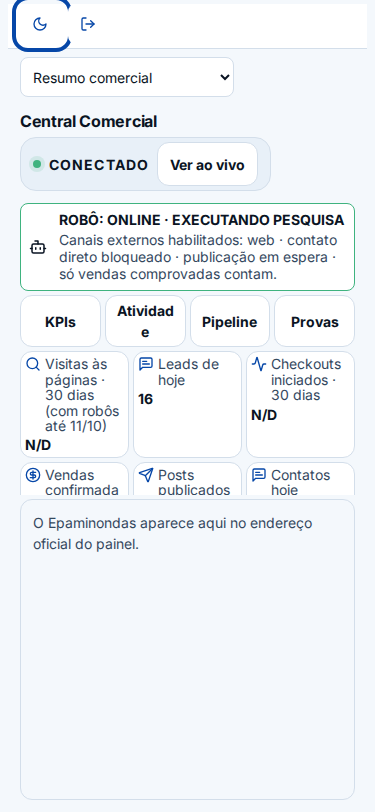 Resumo comercial
Central Comercial
CONECTADO
Ver ao vivo
ROBÔ: ONLINE · EXECUTANDO PESQUISA
Canais externos habilitados: web · contato
direto bloqueado · publicação em espera ·
só vendas comprovadas contam.
KPIs
Atividad
e
Pipeline
Provas
Visitas às
páginas ·
30 dias
(com robôs
até 11/10)
N/D
Leads de
hoje
16
Checkouts
iniciados ·
30 dias
N/D
Vendas
confirmada
Posts
publicados
Contatos
hoje
O Epaminondas aparece aqui no endereço
oficial do painel.